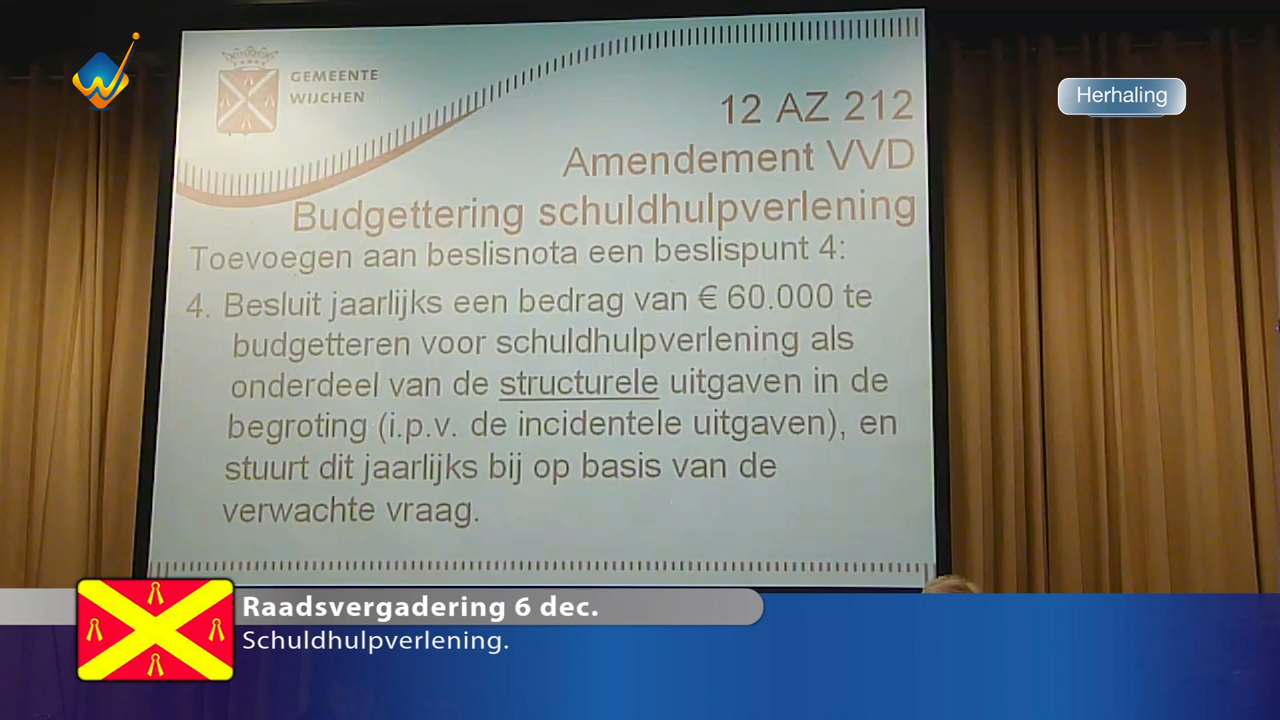 GEMEENTE
WIJCHEN
Herhaling
12 AZ 212
Amendement VVD
Budgettering schuldhulpverlening
Toevoegen aan beslisnota een beslispunt 4:
4. Besluit jaarlijks een bedrag van € 60.000 te
budgetteren voor schuldhulpverlening als
onderdeel van de structurele uitgaven in de
begroting (i.p.v. de incidentele uitgaven), en
stuurt dit jaarlijks bij op basis van de
verwachte vraag.
Raadsvergadering 6 dec.
Schuldhulpverlening.